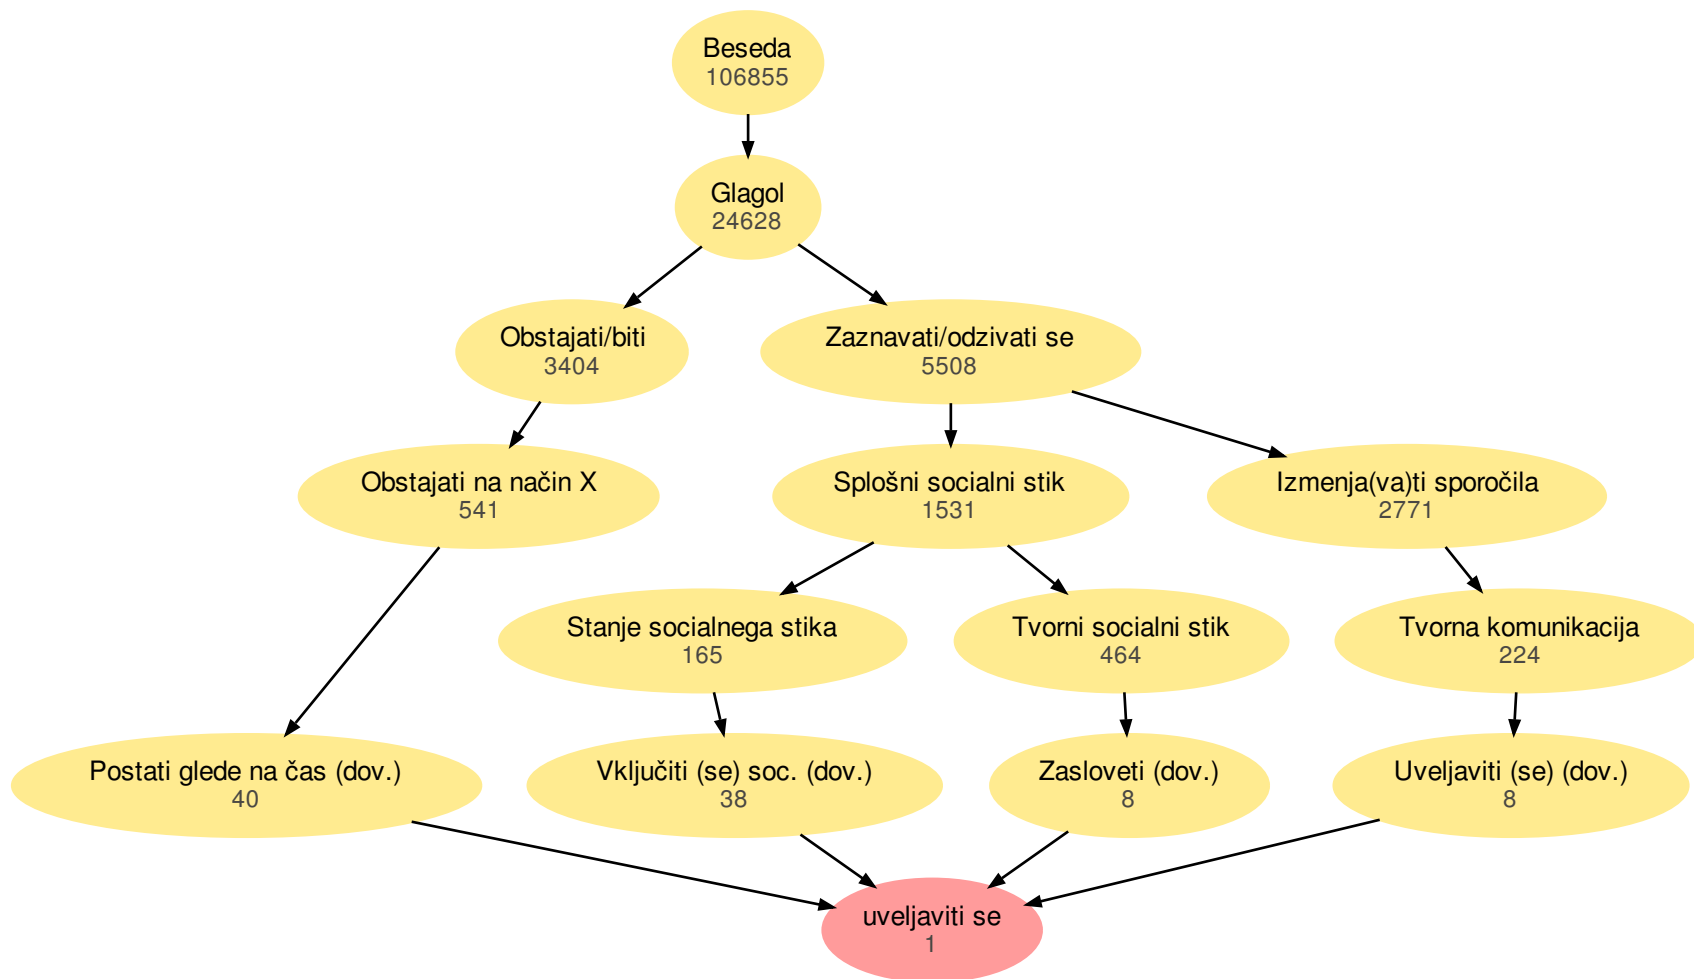 Beseda
106855
Glagol
24628
Obstajati/biti
3404
Zaznavati/odzivati se
5508
Obstajati na način X
541
Splošni socialni stik
1531
Izmenja(va)ti sporočila
2771
Stanje socialnega stika
165
Tvorni socialni stik
464
Tvorna komunikacija
224
Postati glede na čas (dov.)
40
Vključiti (se) soc. (dov.)
38
Zasloveti (dov.)
8
Uveljaviti (se) (dov.)
8
uveljaviti se
1